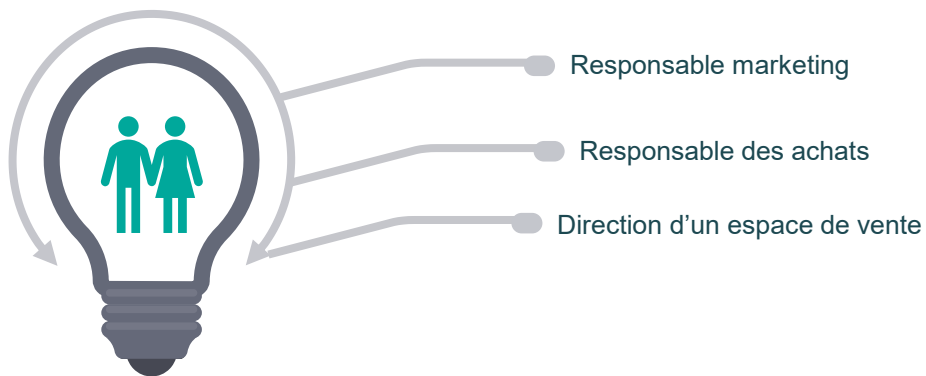 Responsable marketing
Responsable des achats
Direction d’un espace de vente